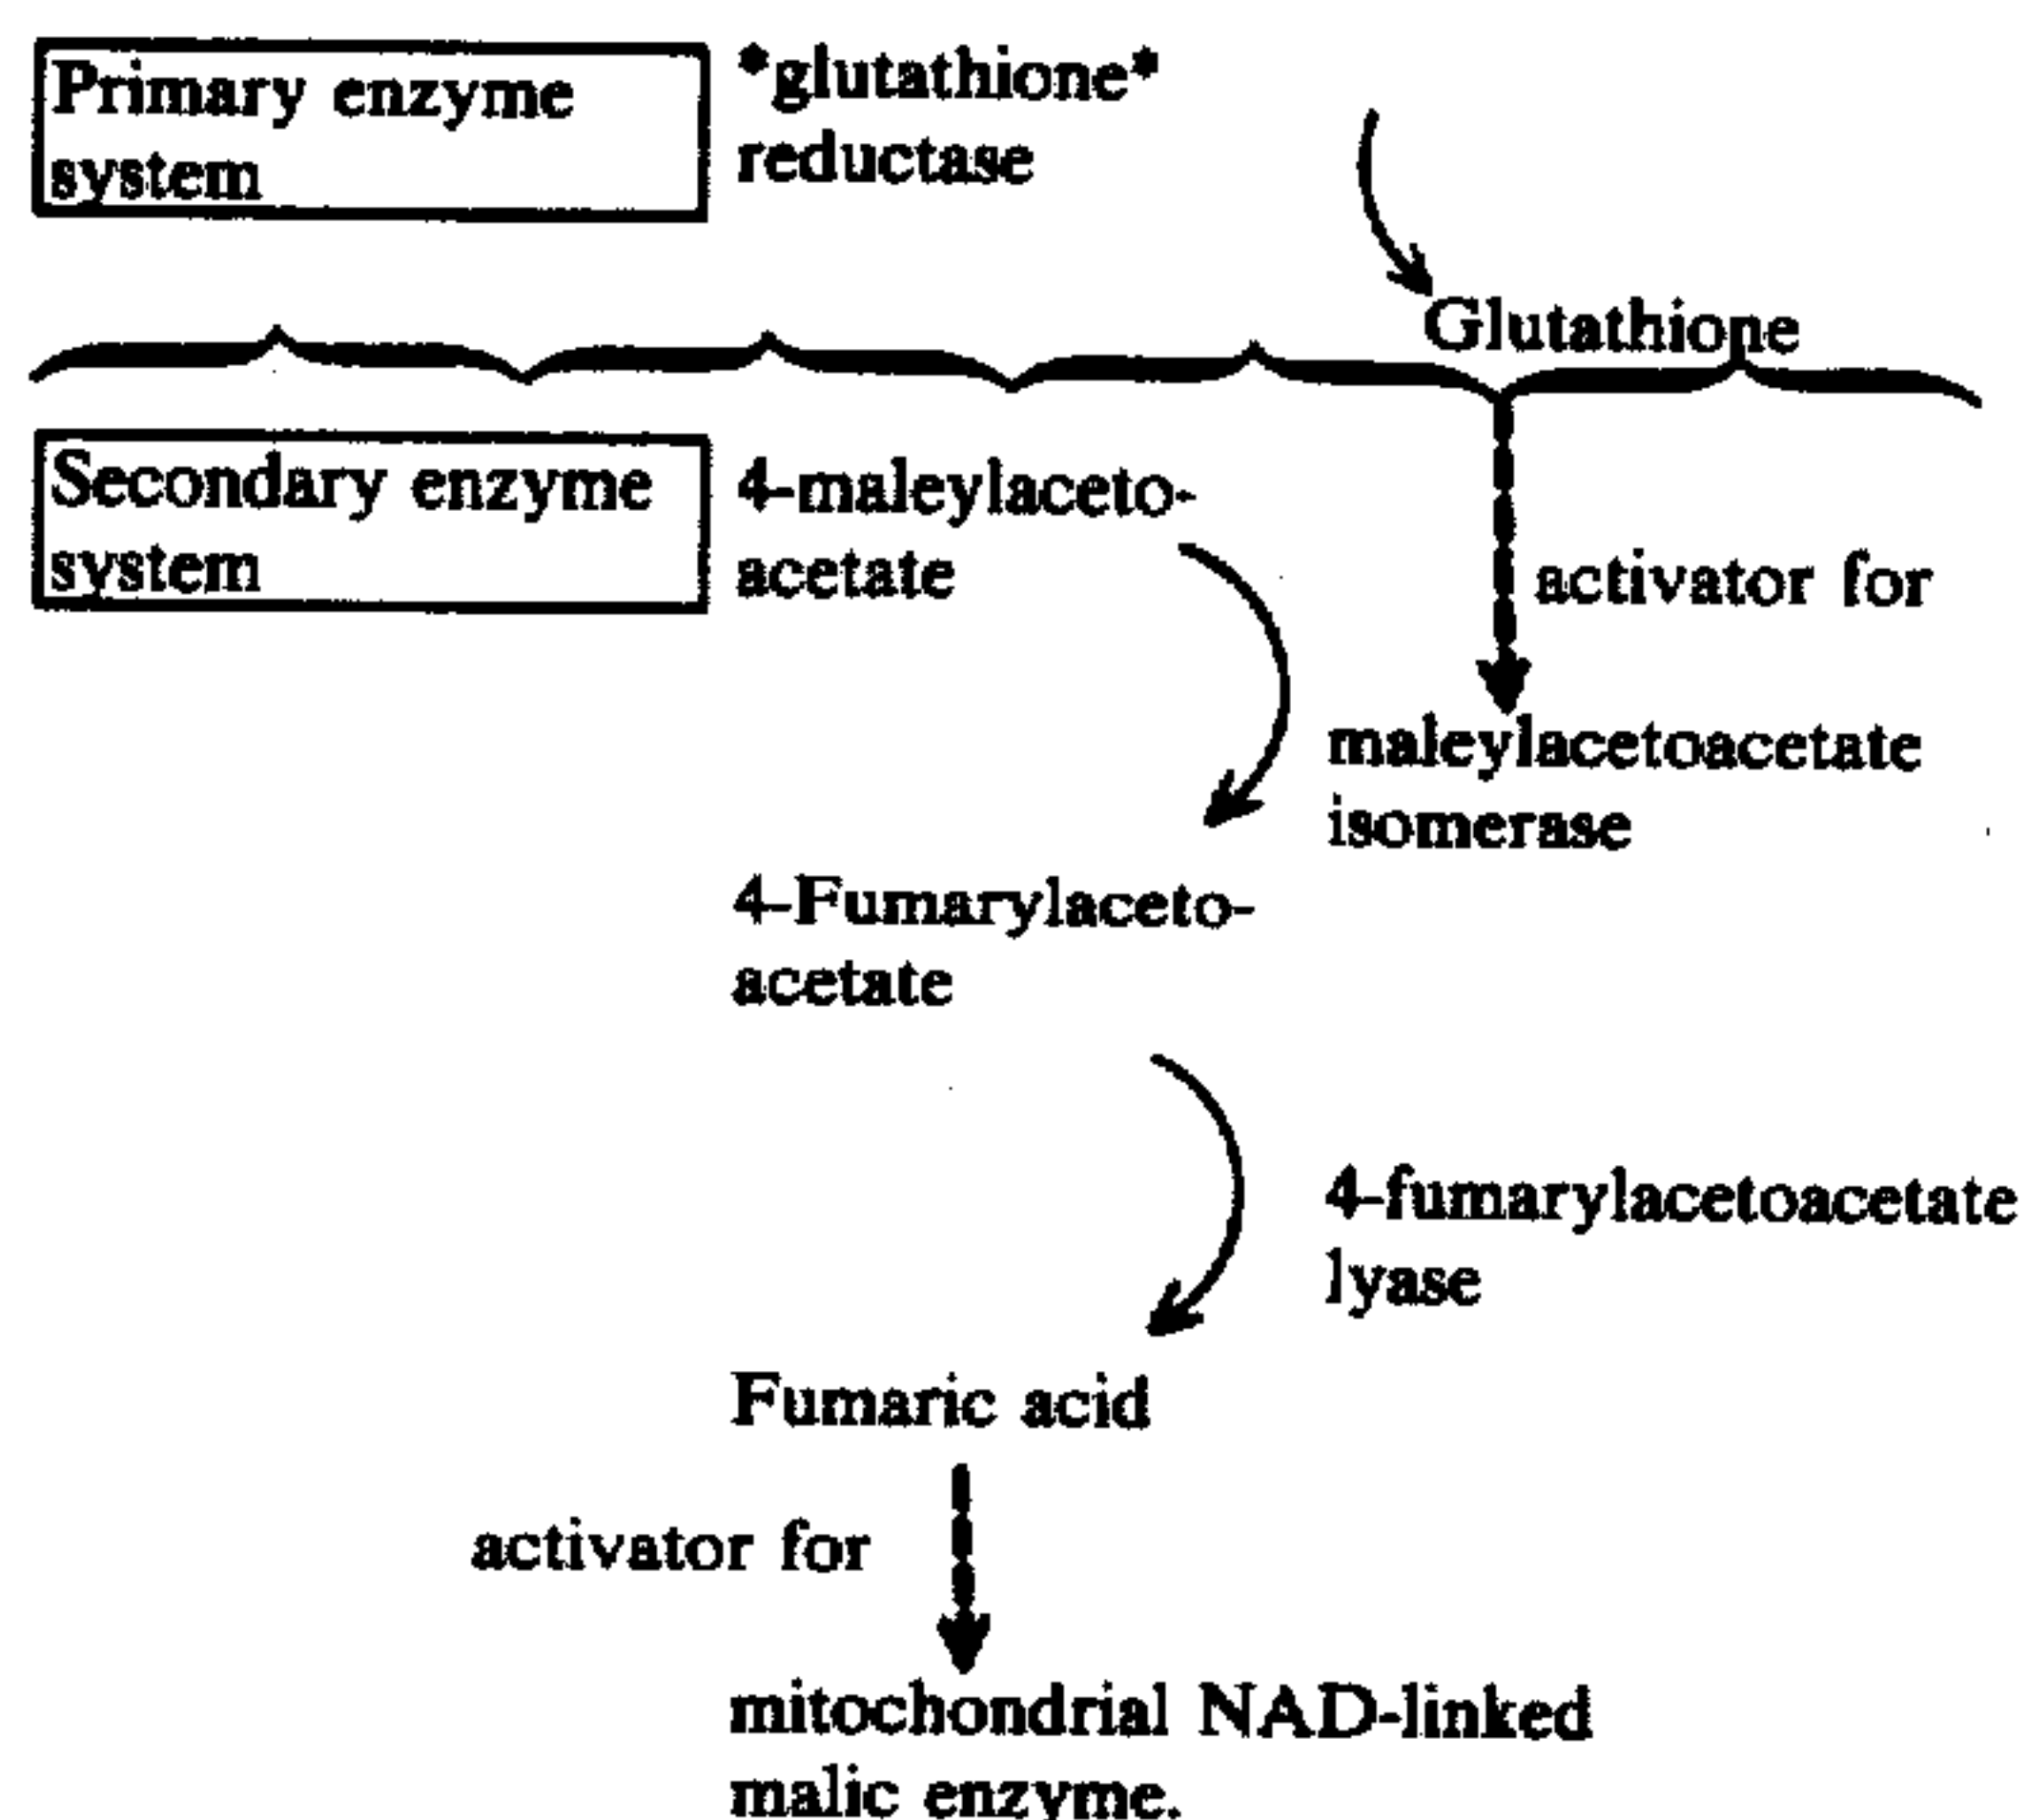 Primary enzyme
system
*glutathione*
reductase
Glutathione
Secondary enzyme
system
4-maleylaceto-
acetate
activator for
maleylacetoacetate
isomerase
4-Fumarylaceto-
acetate
4-fumarylacetoacetate
lyase
Fumaric acid
activator for
mitochondrial NAD-linked
malic enzyme.